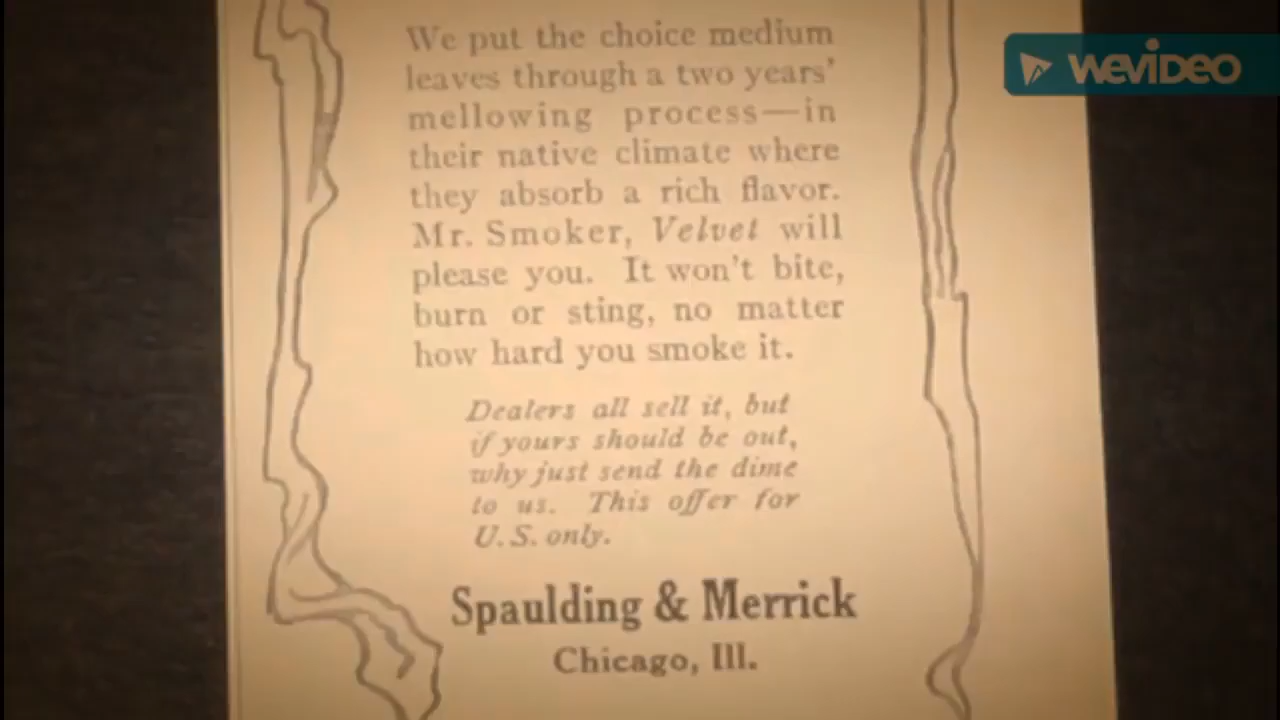 We put the choice medium
leaves through a two years'
mellowing process—in
their native climate where
they absorb a rich flavor.
Mr. Smoker, Velvet will
please you. It won't bite,
burn or sting, no matter
how hard you smoke it.
Dealers all sell it, but
if yours should be out,
why just send the dime
to us. This offer for
U.S. only.
Spaulding & Merrick
Chicago, Ill.
WEVIDEO